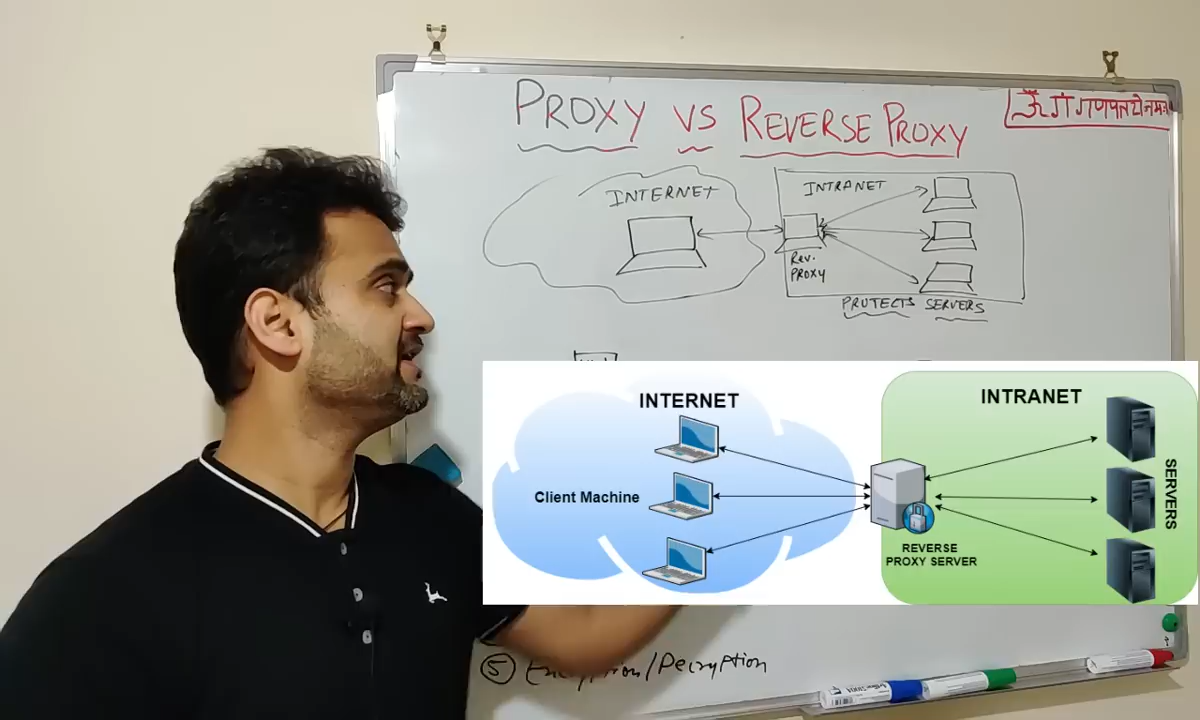 PROXY VS REVERSE PROXY
ॐ गं गणपतये नमः
INTERNET
INTRANET
Rev.
PROXY
PROTECTS SERVERS
INTERNET
INTRANET
Client Machine
SERVERS
REVERSE
PROXY SERVER
⑤ Encryption/Decryption